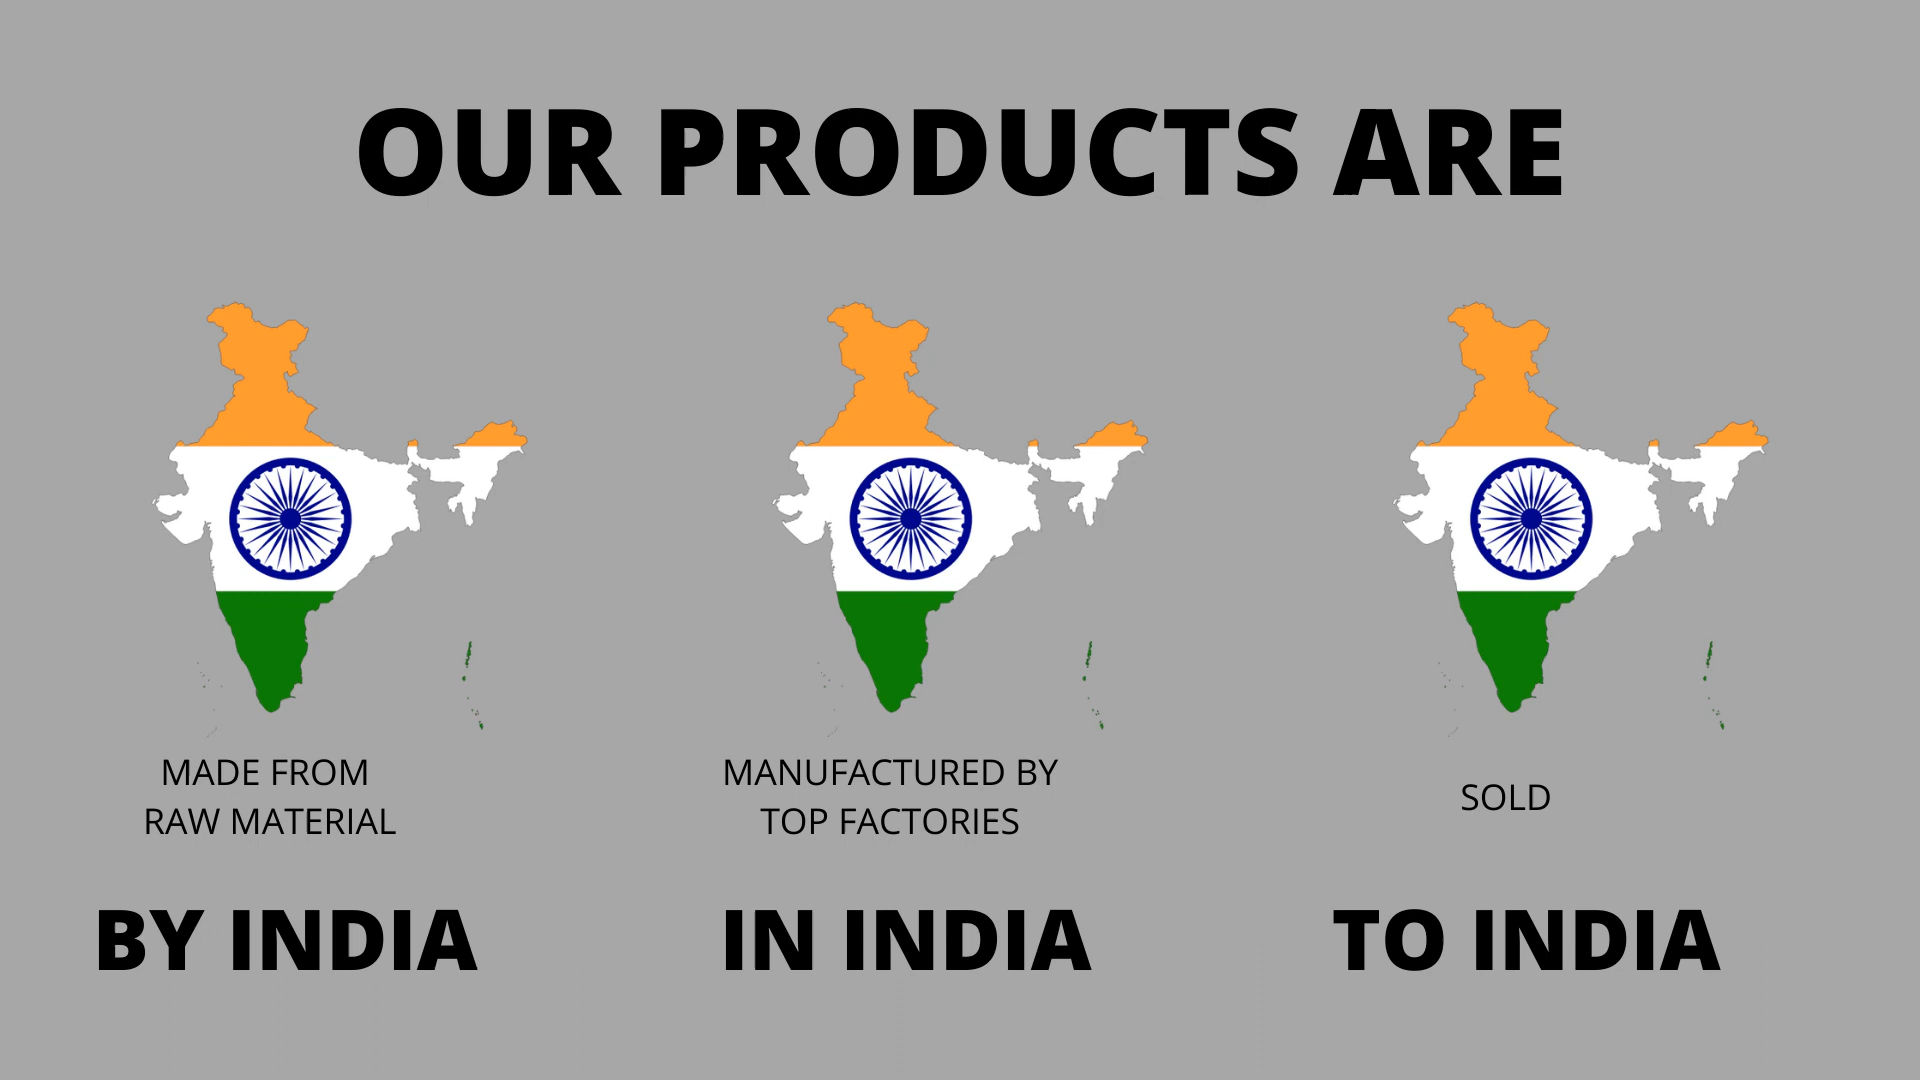 OUR PRODUCTS ARE
MADE FROM
RAW MATERIAL
BY INDIA
MANUFACTURED BY
TOP FACTORIES
IN INDIA
SOLD
TO INDIA